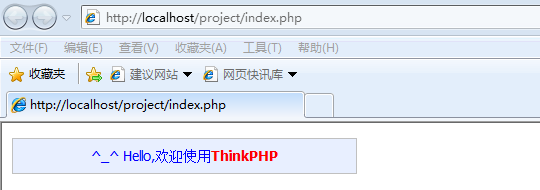 http://localhost/project/index.php
文件(F) 编辑(E) 查看(V) 收藏夹(A) 工具(T) 帮助(H)
收藏夹 建议网站 网页快讯库
http://localhost/project/index.php
^_^ Hello,欢迎使用ThinkPHP